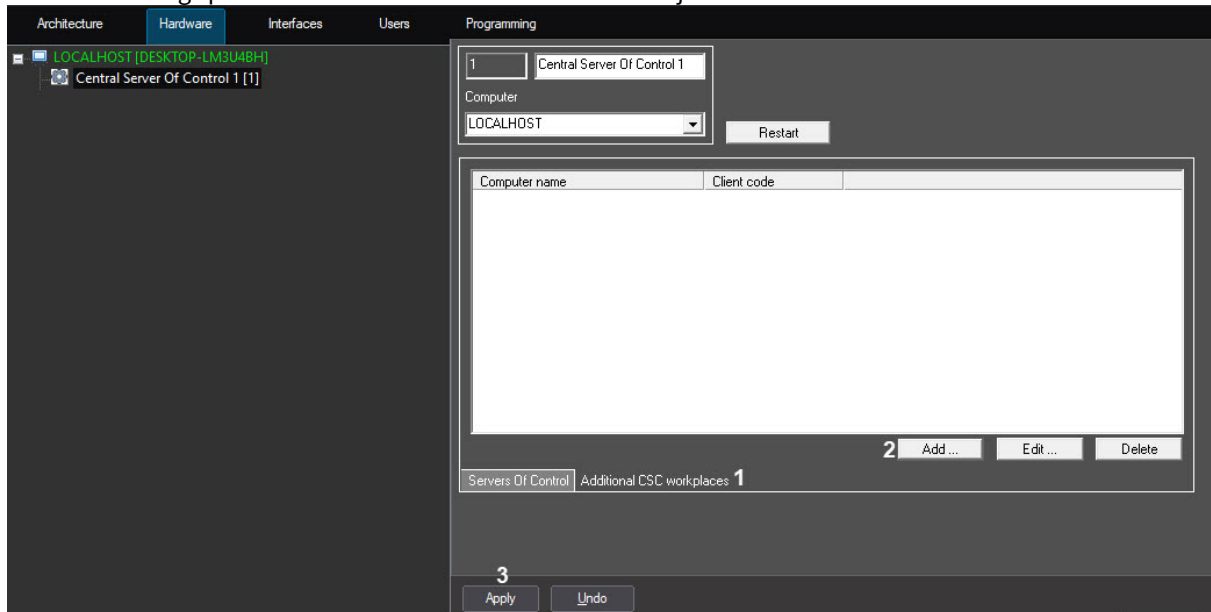 Architecture Hardware Interfaces Users Programming
LOCALHOST [DESKTOP-LM3U4BH]
Central Server Of Control 1 [1]
1 Central Server Of Control 1
Computer
LOCALHOST
Restart
Computer name Client code
2 Add ... Edit ... Delete
Servers Of Control Additional CSC workplaces 1
3
Apply Undo